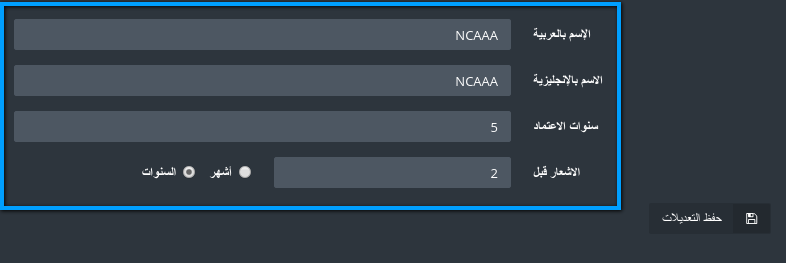 الإسم بالعربية NCAAA
الاسم بالإنجليزية NCAAA
سنوات الاعتماد 5
الاشعار قبل 2 أشهر السنوات
حفظ التعديلات